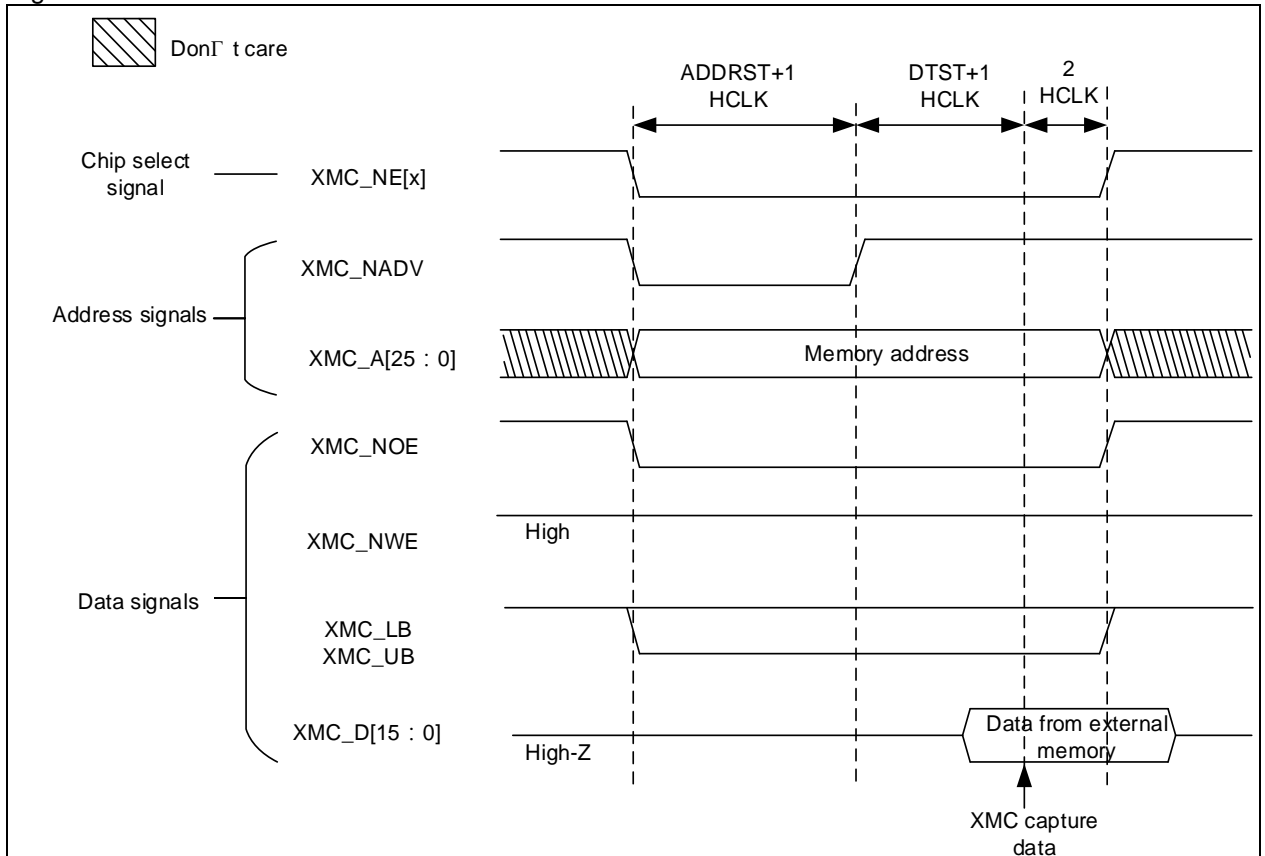 DonΓ t care
ADDRST+1
HCLK
DTST+1
HCLK
2
HCLK
Chip select
signal
XMC_NE[x]
XMC_NADV
Address signals
XMC_A[25 : 0]
Memory address
XMC_NOE
XMC_NWE
High
Data signals
XMC_LB
XMC_UB
XMC_D[15 : 0]
High-Z
Data from external
memory
XMC capture
data